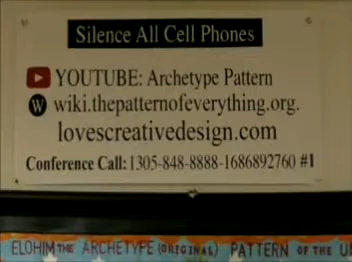 Silence All Cell Phones
YOUTUBE: Archetype Pattern
W wiki.thepatternofeverything.org.
lovescreativedesign.com
Conference Call: 1305-848-8888-1686892760 #1
ELOHIM THE ARCHETYPE (ORIGINAL) PATTERN OF THE